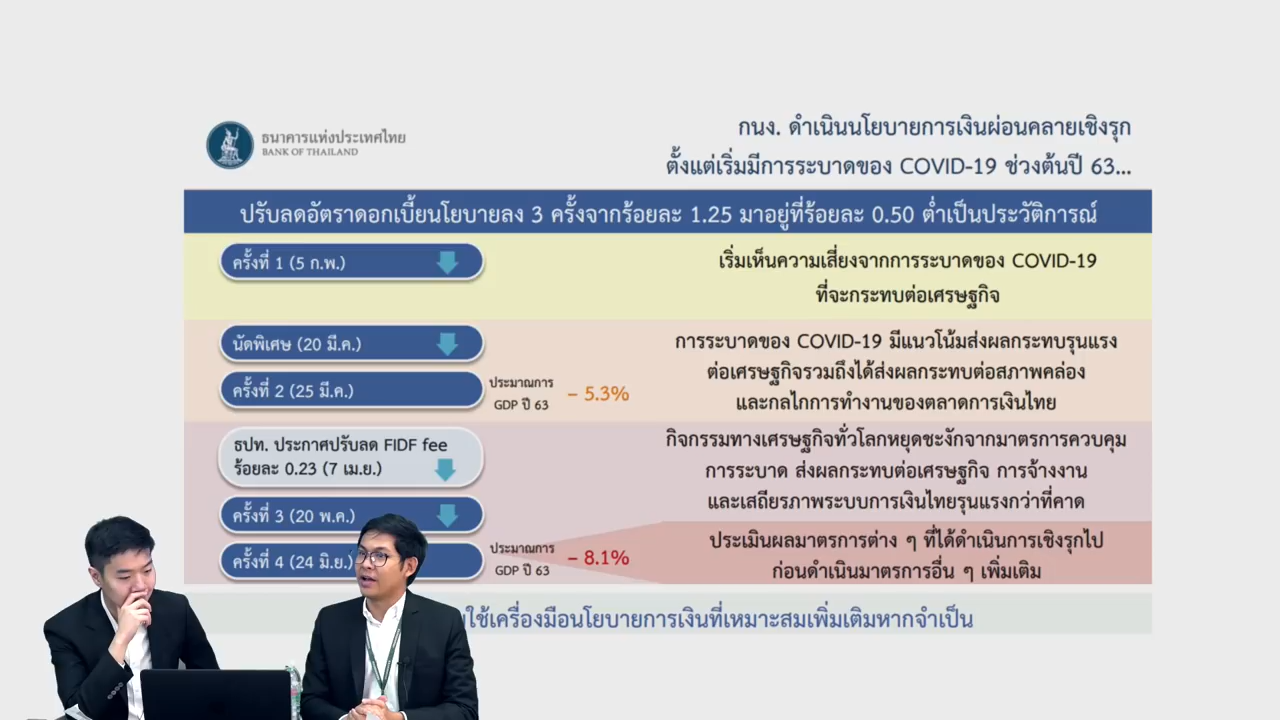 ธนาคารแห่งประเทศไทย
BANK OF THAILAND
กนง. ดำเนินนโยบายการเงินผ่อนคลายเชิงรุก
ตั้งแต่เริ่มมีการระบาดของ COVID-19 ช่วงต้นปี 63...
ปรับลดอัตราดอกเบี้ยนโยบายลง 3 ครั้งจากร้อยละ 1.25 มาอยู่ที่ร้อยละ 0.50 ต่ำเป็นประวัติการณ์
ครั้งที่ 1 (5 ก.พ.)
เริ่มเห็นความเสี่ยงจากการระบาดของ COVID-19
ที่จะกระทบต่อเศรษฐกิจ
นัดพิเศษ (20 มี.ค.)
ครั้งที่ 2 (25 มี.ค.)
ประมาณการ
GDP ปี 63
– 5.3%
การระบาดของ COVID-19 มีแนวโน้มส่งผลกระทบรุนแรง
ต่อเศรษฐกิจรวมถึงได้ส่งผลกระทบต่อสภาพคล่อง
และกลไกการทำงานของตลาดการเงินไทย
ธปท. ประกาศปรับลด FIDF fee
ร้อยละ 0.23 (7 เม.ย.)
ครั้งที่ 3 (20 พ.ค.)
กิจกรรมทางเศรษฐกิจทั่วโลกหยุดชะงักจากมาตรการควบคุม
การระบาด ส่งผลกระทบต่อเศรษฐกิจ การจ้างงาน
และเสถียรภาพระบบการเงินไทยรุนแรงกว่าที่คาด
ครั้งที่ 4 (24 มิ.ย.)
ประมาณการ
GDP ปี 63
– 8.1%
ประเมินผลมาตรการต่าง ๆ ที่ได้ดำเนินการเชิงรุกไป
ก่อนดำเนินมาตรการอื่น ๆ เพิ่มเติม
ใช้เครื่องมือนโยบายการเงินที่เหมาะสมเพิ่มเติมหากจำเป็น